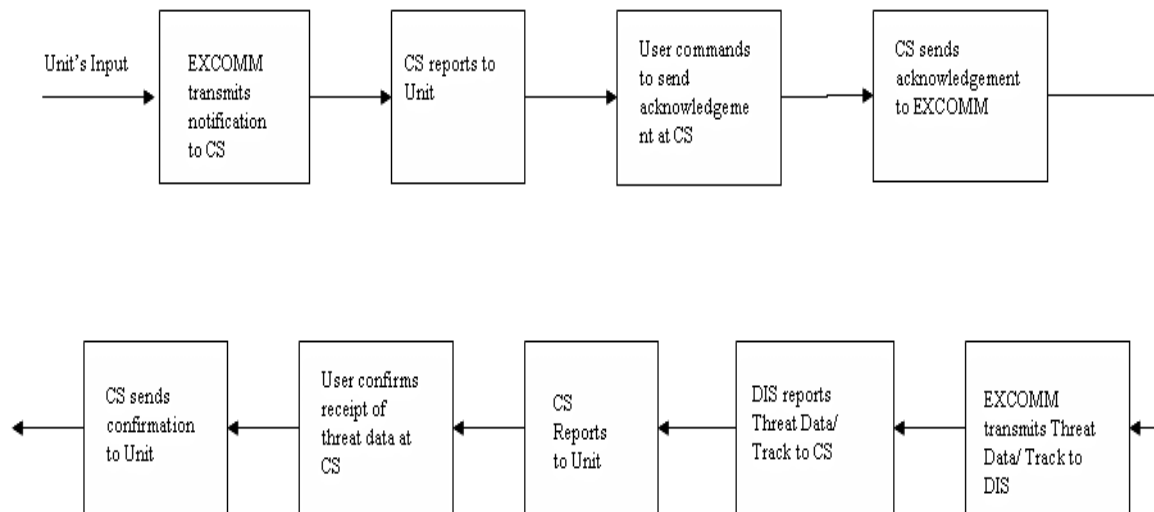 Unit's Input
EXCOMM
transmits
notification
to CS
CS reports to
Unit
User commands
to send
acknowledgeme
nt at CS
CS sends
acknowledgement
to EXCOMM
CS sends
confirmation
to Unit
User confirms
receipt of
threat data at
CS
CS
Reports
to Unit
DIS reports
Threat Data/
Track to CS
EXCOMM
transmits Threat
Data/ Track to
DIS